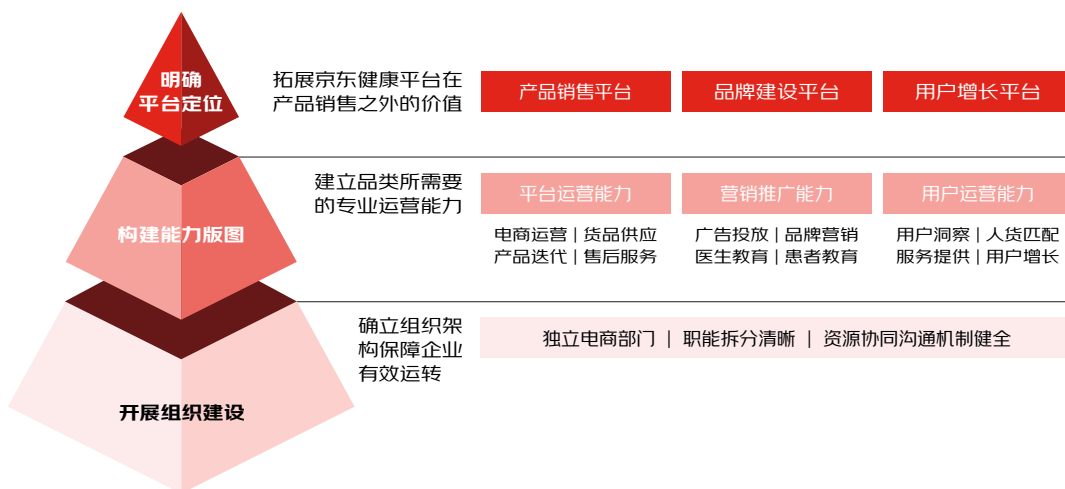 明确
平台定位
拓展京东健康平台在
产品销售之外的价值
产品销售平台
品牌建设平台
用户增长平台
构建能力版图
建立品类所需要
的专业运营能力
平台运营能力
营销推广能力
用户运营能力
电商运营 | 货品供应
产品迭代 | 售后服务
广告投放 | 品牌营销
医生教育 | 患者教育
用户洞察 | 人货匹配
服务提供 | 用户增长
开展组织建设
确立组织架
构保障企业
有效运转
独立电商部门 | 职能拆分清晰 | 资源协同沟通机制健全